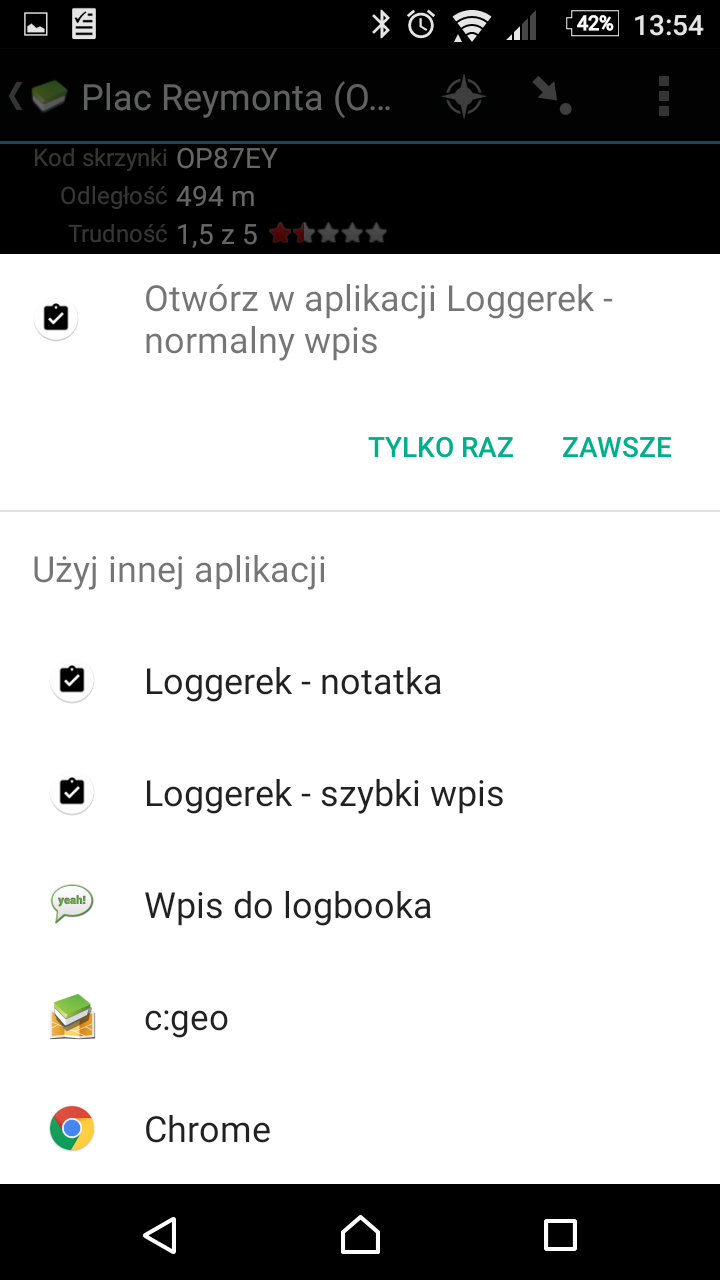 42% 13:54
Plac Reymonta (O...
Kod skrzynki OP87EY
Odległość 494 m
Trudność 1,5 z 5
Otwórz w aplikacji Loggerek -
normalny wpis
TYLKO RAZ ZAWSZE
Użyj innej aplikacji
Loggerek - notatka
Loggerek - szybki wpis
yeah!
Wpis do logbooka
c:geo
Chrome